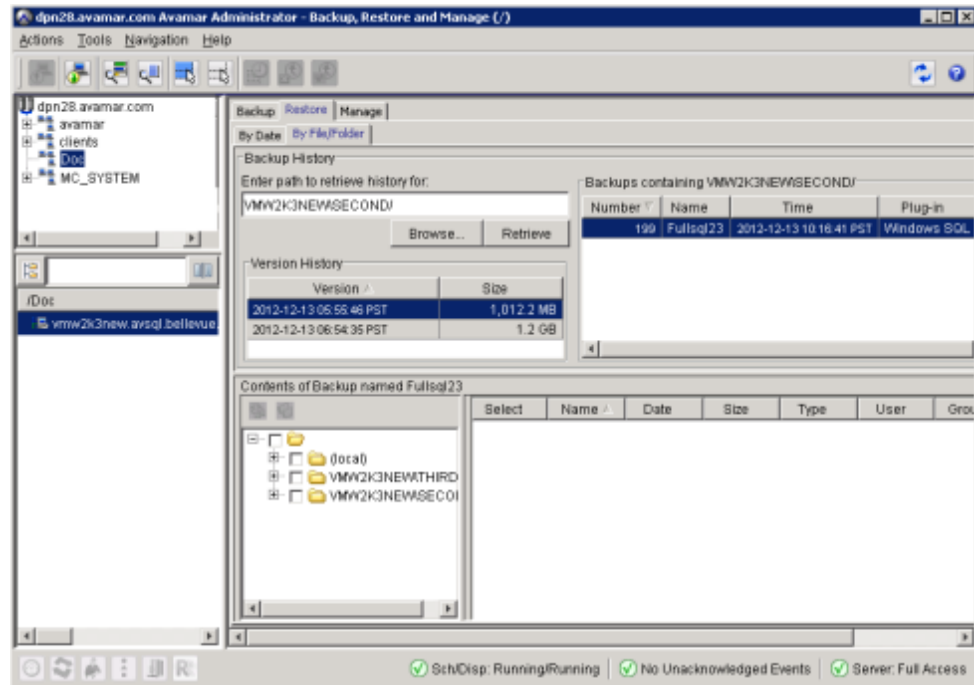 dpn28.avamar.com Avamar Administrator - Backup, Restore and Manage (/)
Actions Tools Navigation Help
dpn28.avamar.com
avamar
clients
Doc
MC_SYSTEM
/Doc
vmw2k3new.avsql.bellevue.
Backup Restore Manage
By Date By File/Folder
Backup History
Enter path to retrieve history for:
VMW2K3NEW\SECOND/
Browse... Retrieve
Version History
Version Size
2012-12-13 05:55:46 PST 1,012.2 MB
2012-12-13 06:54:35 PST 1.2 GB
Backups containing VMW2K3NEW\SECOND/
Number Name Time Plug-in
199 Fullsql23 2012-12-13 10:16:41 PST Windows SQL
Contents of Backup named Fullsql23
(local)
VMW2K3NEW\THIRD
VMW2K3NEW\SECO
Select Name Date Size Type User Grou
Sch/Disp: Running/Running No Unacknowledged Events Server: Full Access